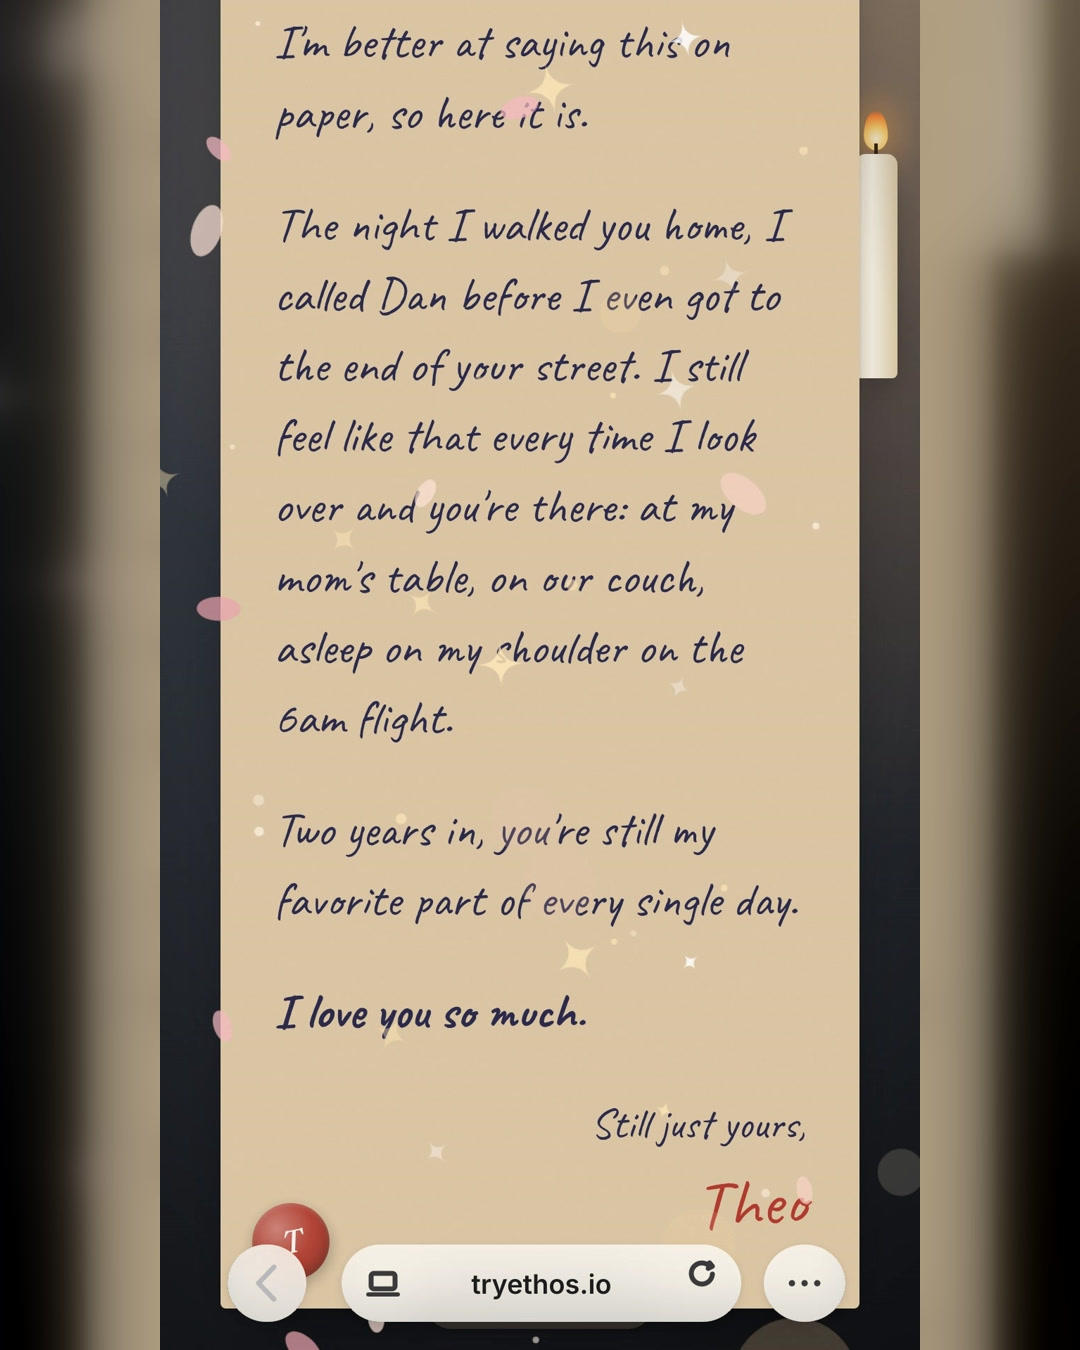 I'm better at saying this on
paper, so here it is.
The night I walked you home, I
called Dan before I even got to
the end of your street. I still
feel like that every time I look
over and you're there: at my
mom's table, on our couch,
asleep on my shoulder on the
6am flight.
Two years in, you're still my
favorite part of every single day.
I love you so much.
Still just yours,
Theo
T
tryethos.io